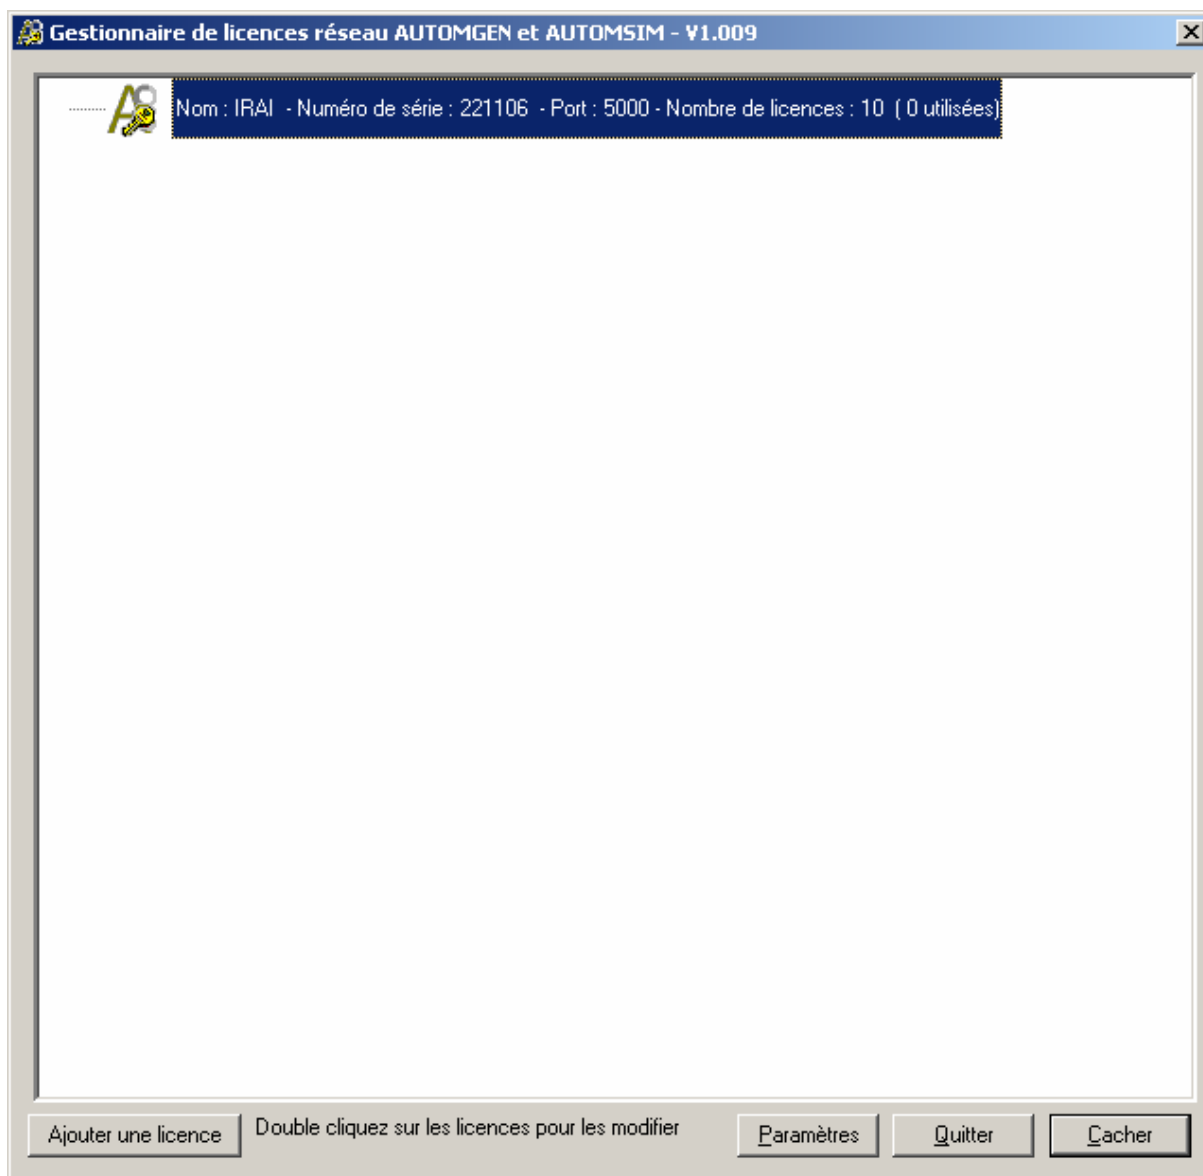 Gestionnaire de licences réseau AUTOMGEN et AUTOMSIM - V1.009
Nom : IRAI - Numéro de série : 221106 - Port : 5000 - Nombre de licences : 10 ( 0 utilisées)
Ajouter une licence
Double cliquez sur les licences pour les modifier
Paramètres
Quitter
Cacher